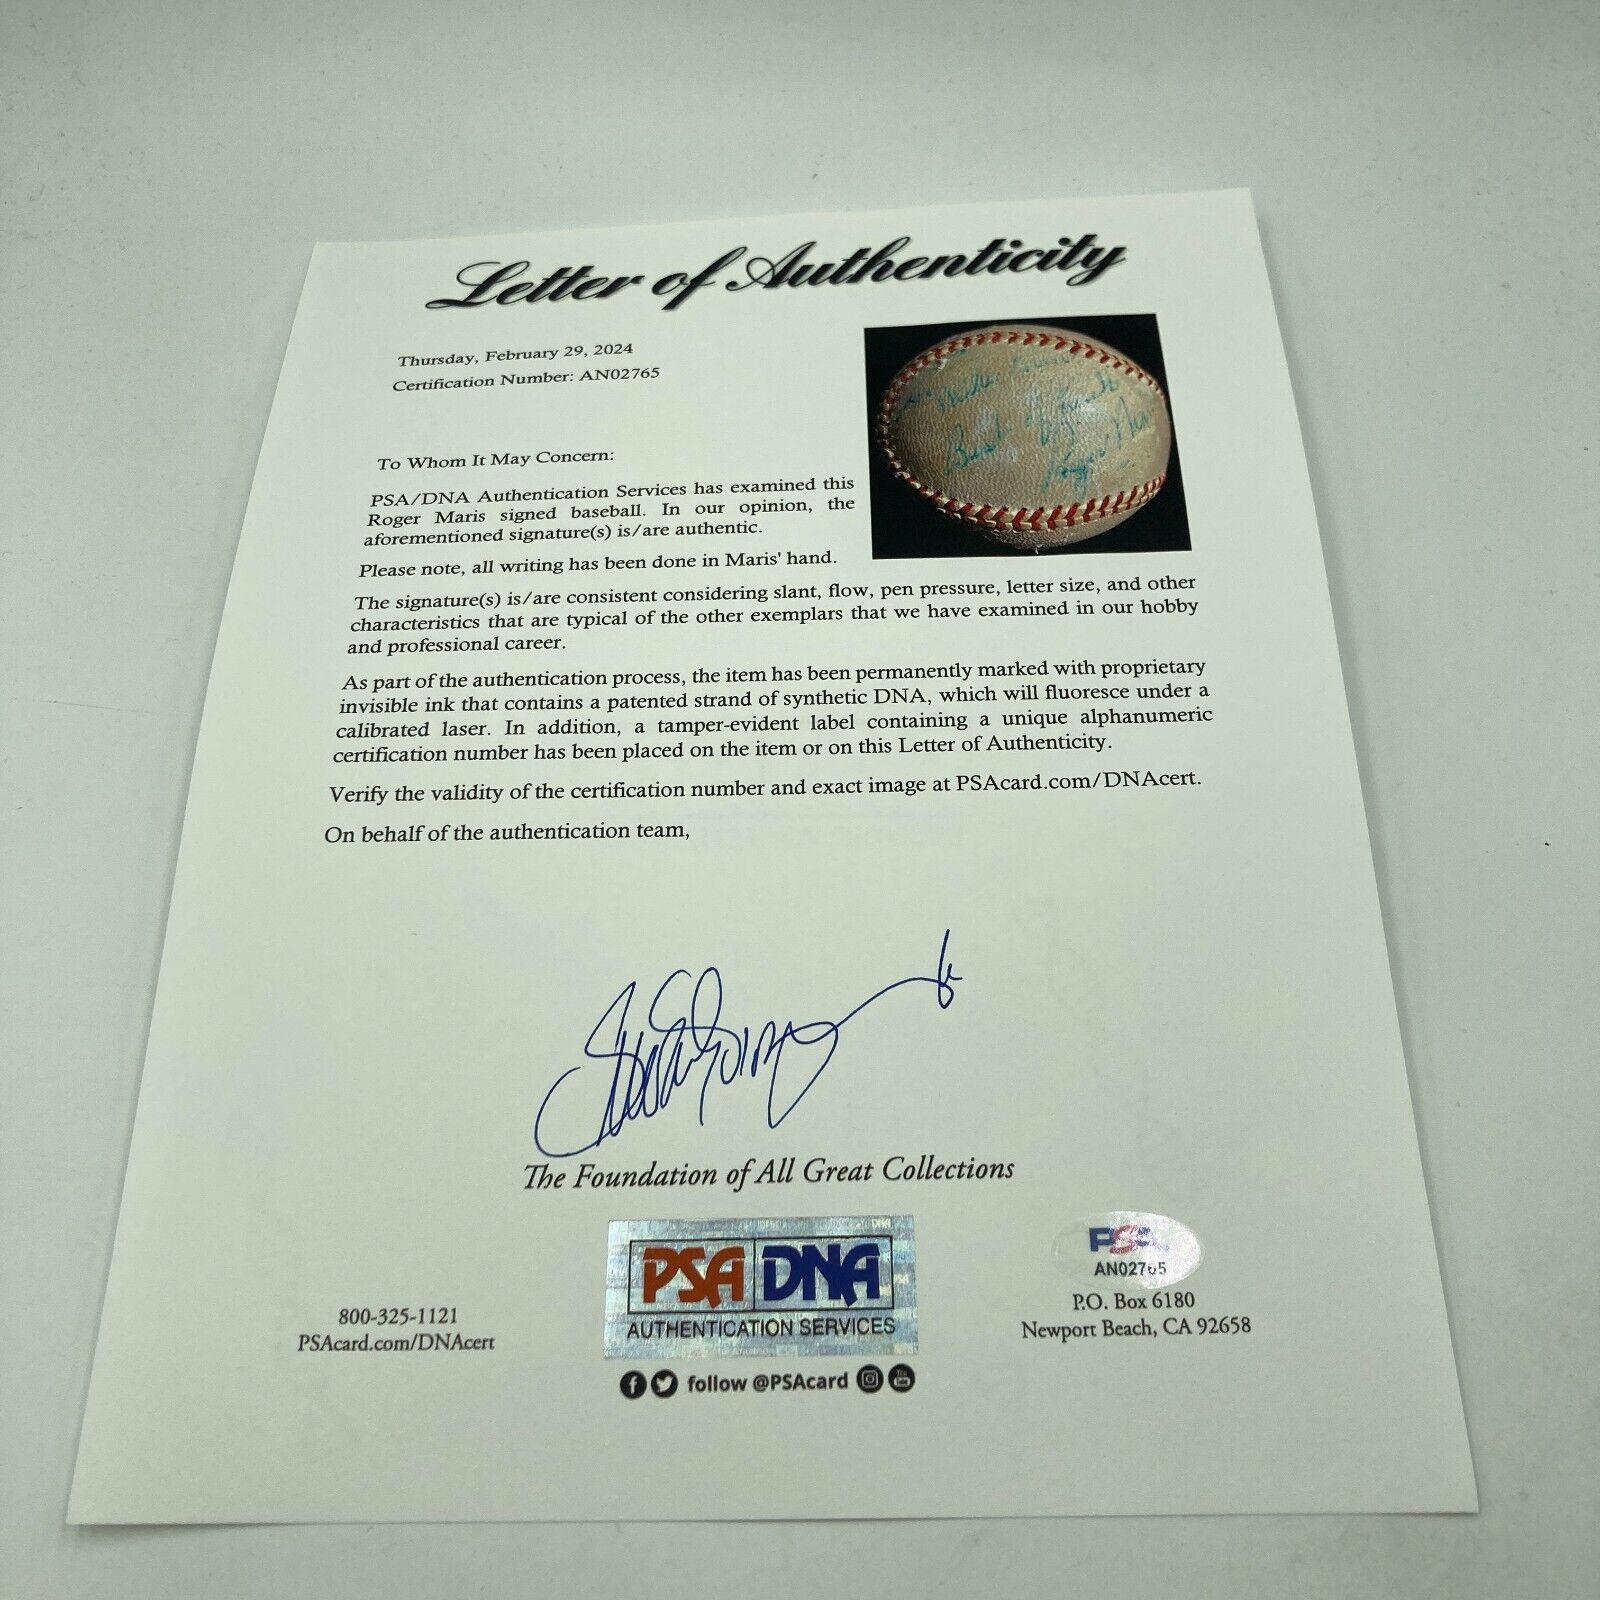 Letter of Authenticity
Thursday, February 29, 2024
Certification Number: AN02765
Best
Roger
To Whom It May Concern:
PSA/DNA Authentication Services has examined this
Roger Maris signed baseball. In our opinion, the
aforementioned signature(s) is/are authentic.
Please note, all writing has been done in Maris' hand.
The signature(s) is/are consistent considering slant, flow, pen pressure, letter size, and other
characteristics that are typical of the other exemplars that we have examined in our hobby
and professional career.
As part of the authentication process, the item has been permanently marked with proprietary
invisible ink that contains a patented strand of synthetic DNA, which will fluoresce under a
calibrated laser. In addition, a tamper-evident label containing a unique alphanumeric
certification number has been placed on the item or on this Letter of Authenticity.
Verify the validity of the certification number and exact image at PSAcard.com/DNAcert.
On behalf of the authentication team,
The Foundation of All Great Collections
800-325-1121
PSAcard.com/DNAcert
PSA DNA
AUTHENTICATION SERVICES
follow @PSAcard
PSA
AN02765
P.O. Box 6180
Newport Beach, CA 92658